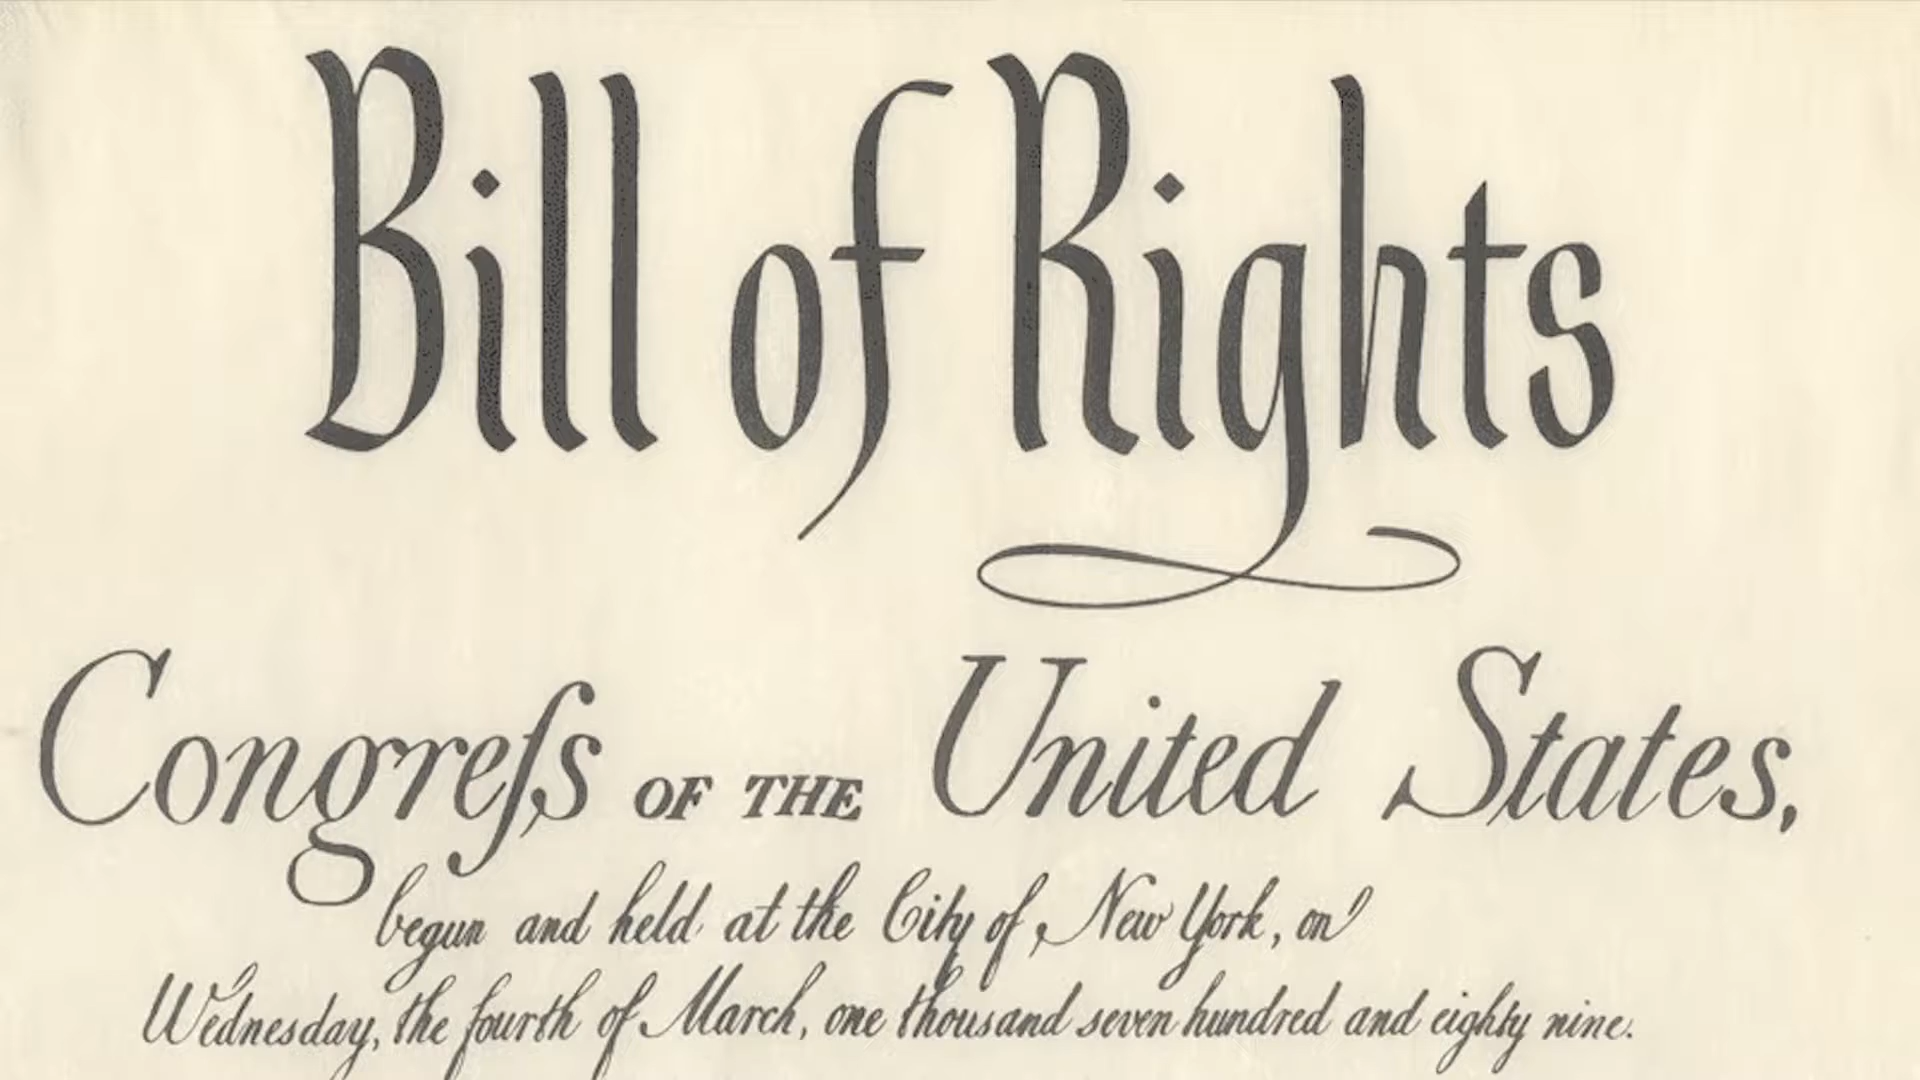 Bill of Rights
Congreſs OF THE United States,
begun and held at the City of New York, on
Wednesday, the fourth of March, one thousand seven hundred and eighty nine.